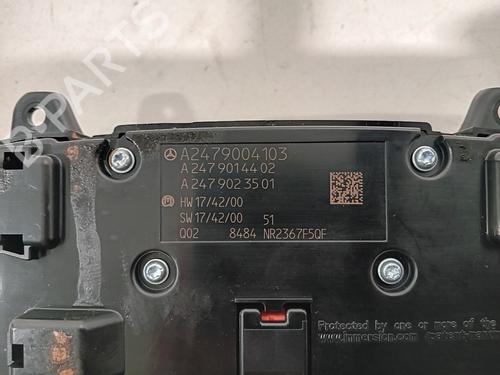 A2479004103
A 247 901 44 02
A 247 902 35 01
HW 17/42/00
SW 17/42/00 51
002 8484 NR2367F5QF
Protected by one or more of the
www.immersion.com
B-PARTS